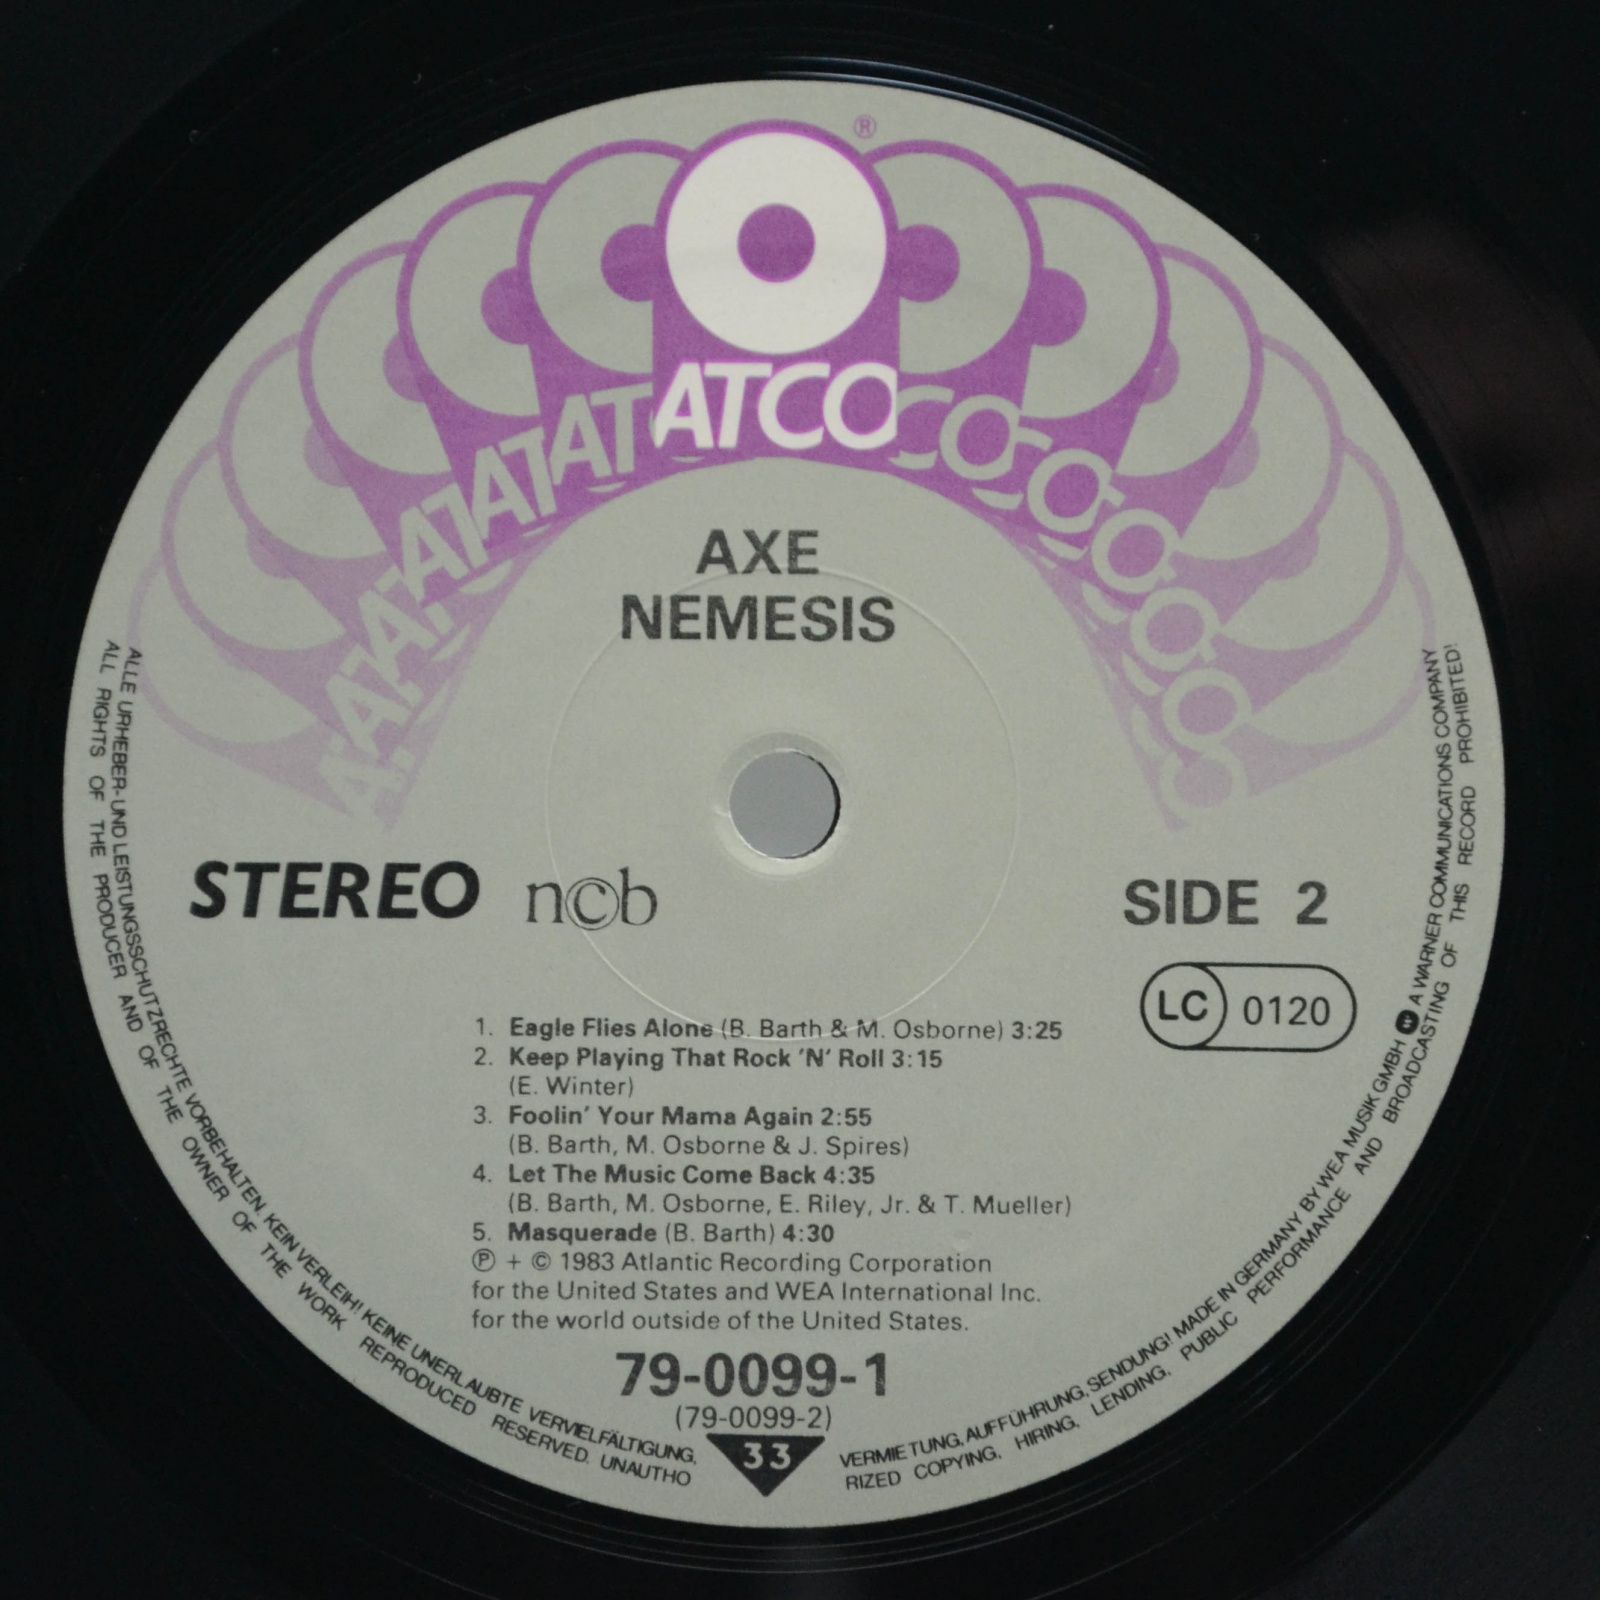 ®
ATCO
AXE
NEMESIS
STEREO n©b
SIDE 2
LC 0120
1. Eagle Flies Alone (B. Barth & M. Osborne) 3:25
2. Keep Playing That Rock 'N' Roll 3:15
(E. Winter)
3. Foolin' Your Mama Again 2:55
(B. Barth, M. Osborne & J. Spires)
4. Let The Music Come Back 4:35
(B. Barth, M. Osborne, E. Riley, Jr. & T. Mueller)
5. Masquerade (B. Barth) 4:30
℗ + © 1983 Atlantic Recording Corporation
for the United States and WEA International Inc.
for the world outside of the United States.
79-0099-1
(79-0099-2)
33
ALLE URHEBER- UND LEISTUNGSSCHUTZRECHTE VORBEHALTEN. KEIN VERLEIH! KEINE UNERLAUBTE VERVIELFÄLTIGUNG, VERMIETUNG, AUFFÜHRUNG, SENDUNG! MADE IN GERMANY BY WEA MUSIK GMBH A WARNER COMMUNICATIONS COMPANY
ALL RIGHTS OF THE PRODUCER AND OF THE OWNER OF THE WORK REPRODUCED RESERVED. UNAUTHORIZED COPYING, HIRING, LENDING, PUBLIC PERFORMANCE AND BROADCASTING OF THIS RECORD PROHIBITED!